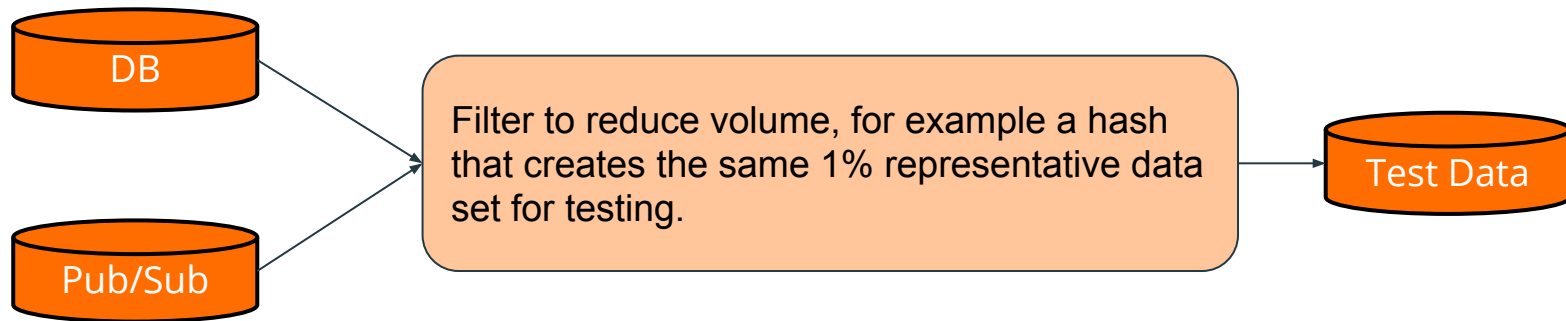 DB
Pub/Sub
Filter to reduce volume, for example a hash
that creates the same 1% representative data
set for testing.
Test Data